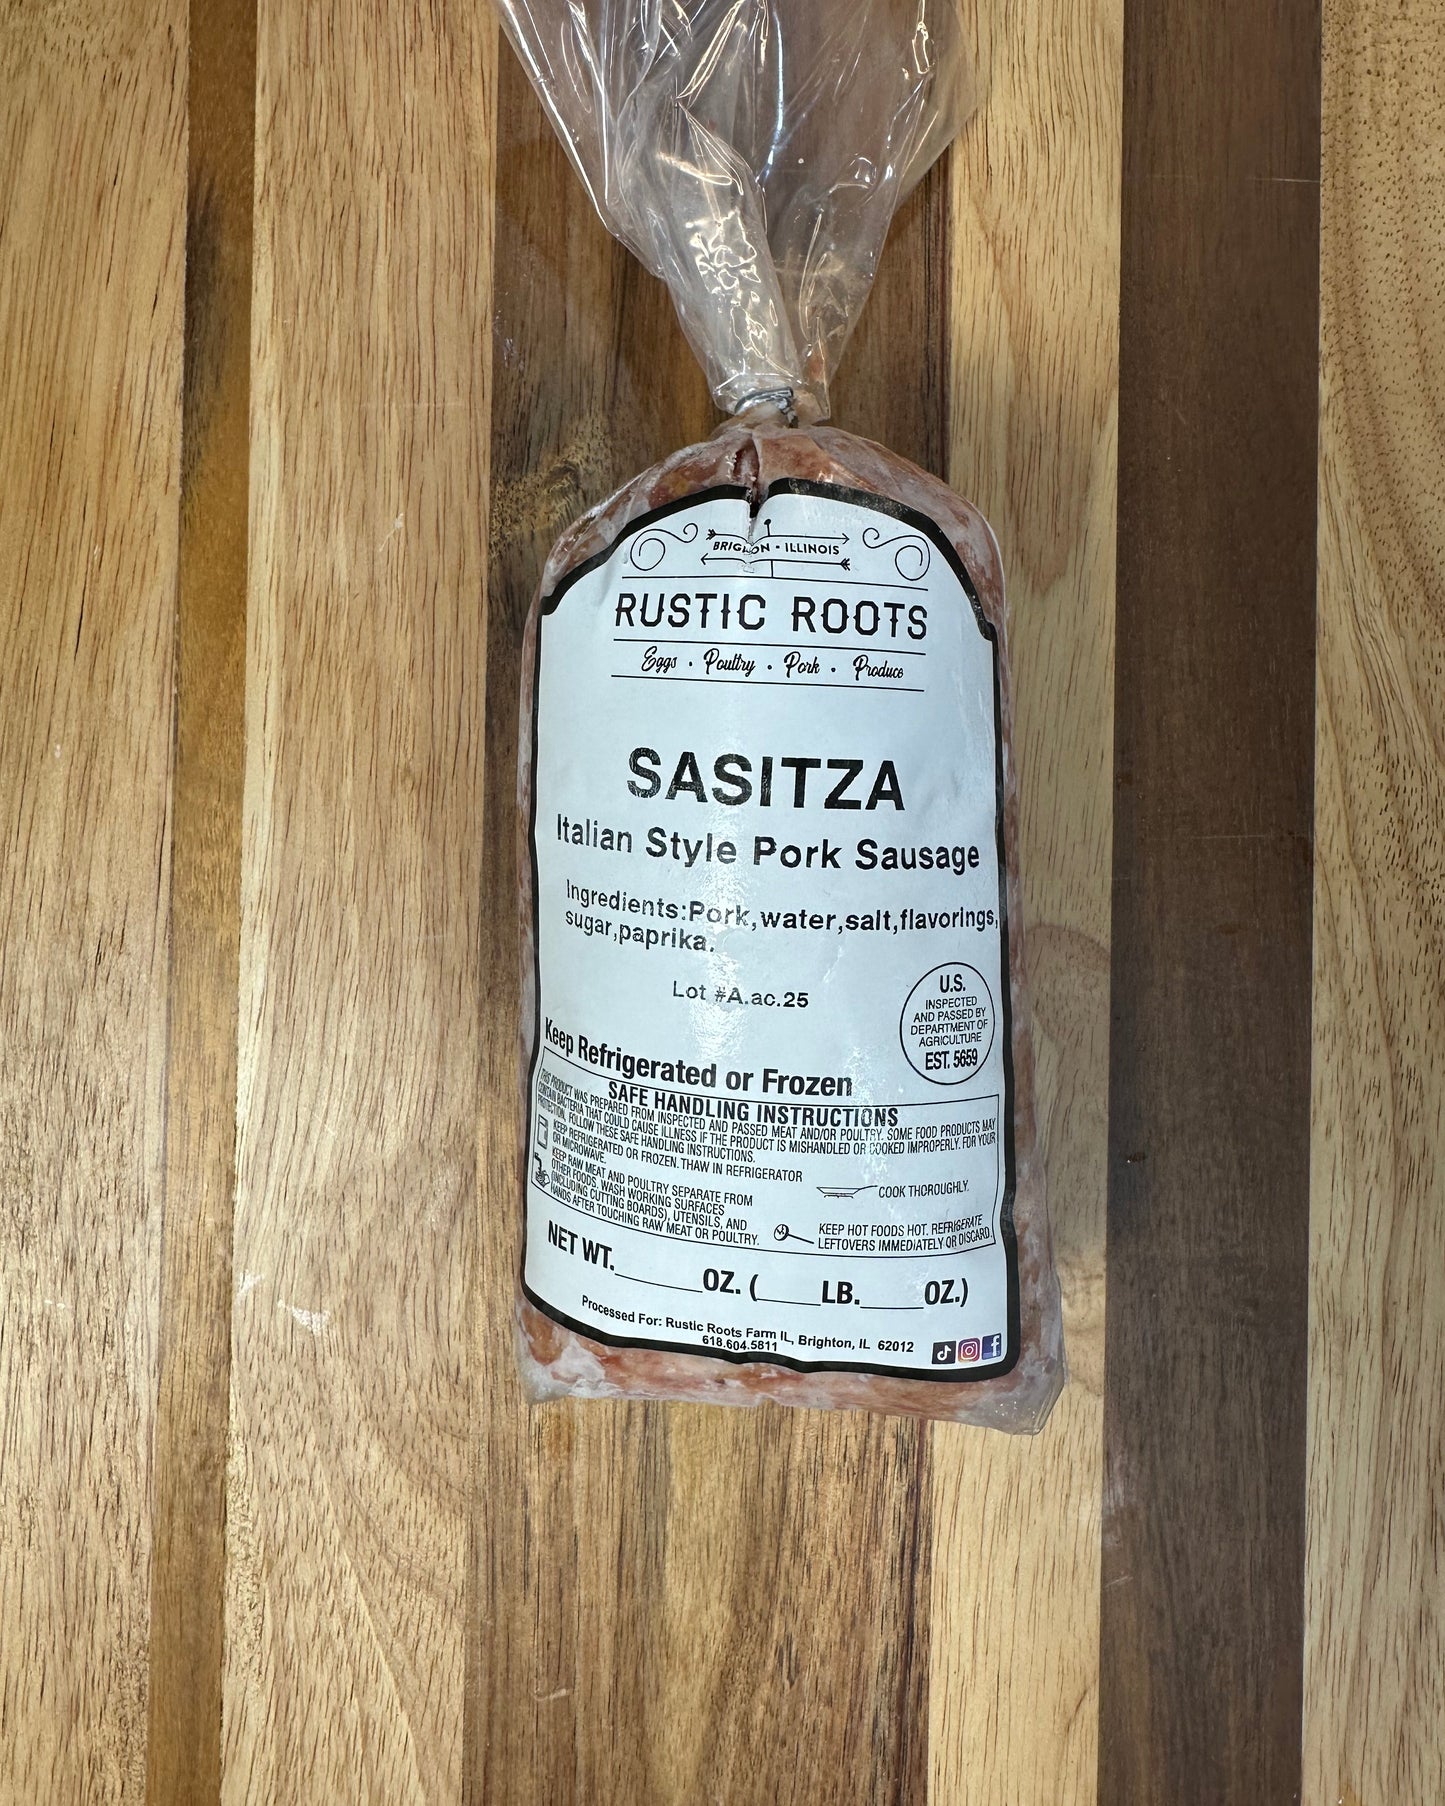 BRIGHTON - ILLINOIS
RUSTIC ROOTS
Eggs • Poultry • Pork • Produce
SASITZA
Italian Style Pork Sausage
Ingredients:Pork,water,salt,flavorings,
sugar,paprika.
Lot #A.ac.25
U.S.
INSPECTED
AND PASSED BY
DEPARTMENT OF
AGRICULTURE
EST. 5659
Keep Refrigerated or Frozen
SAFE HANDLING INSTRUCTIONS
THIS PRODUCT WAS PREPARED FROM INSPECTED AND PASSED MEAT AND/OR POULTRY. SOME FOOD PRODUCTS MAY
CONTAIN BACTERIA THAT COULD CAUSE ILLNESS IF THE PRODUCT IS MISHANDLED OR COOKED IMPROPERLY. FOR YOUR
PROTECTION, FOLLOW THESE SAFE HANDLING INSTRUCTIONS.
KEEP REFRIGERATED OR FROZEN. THAW IN REFRIGERATOR
OR MICROWAVE.
KEEP RAW MEAT AND POULTRY SEPARATE FROM
OTHER FOODS. WASH WORKING SURFACES
(INCLUDING CUTTING BOARDS), UTENSILS, AND
HANDS AFTER TOUCHING RAW MEAT OR POULTRY.
COOK THOROUGHLY.
KEEP HOT FOODS HOT. REFRIGERATE
LEFTOVERS IMMEDIATELY OR DISCARD.
NET WT.______OZ. (____LB.____OZ.)
Processed For: Rustic Roots Farm IL, Brighton, IL 62012
618.604.5811